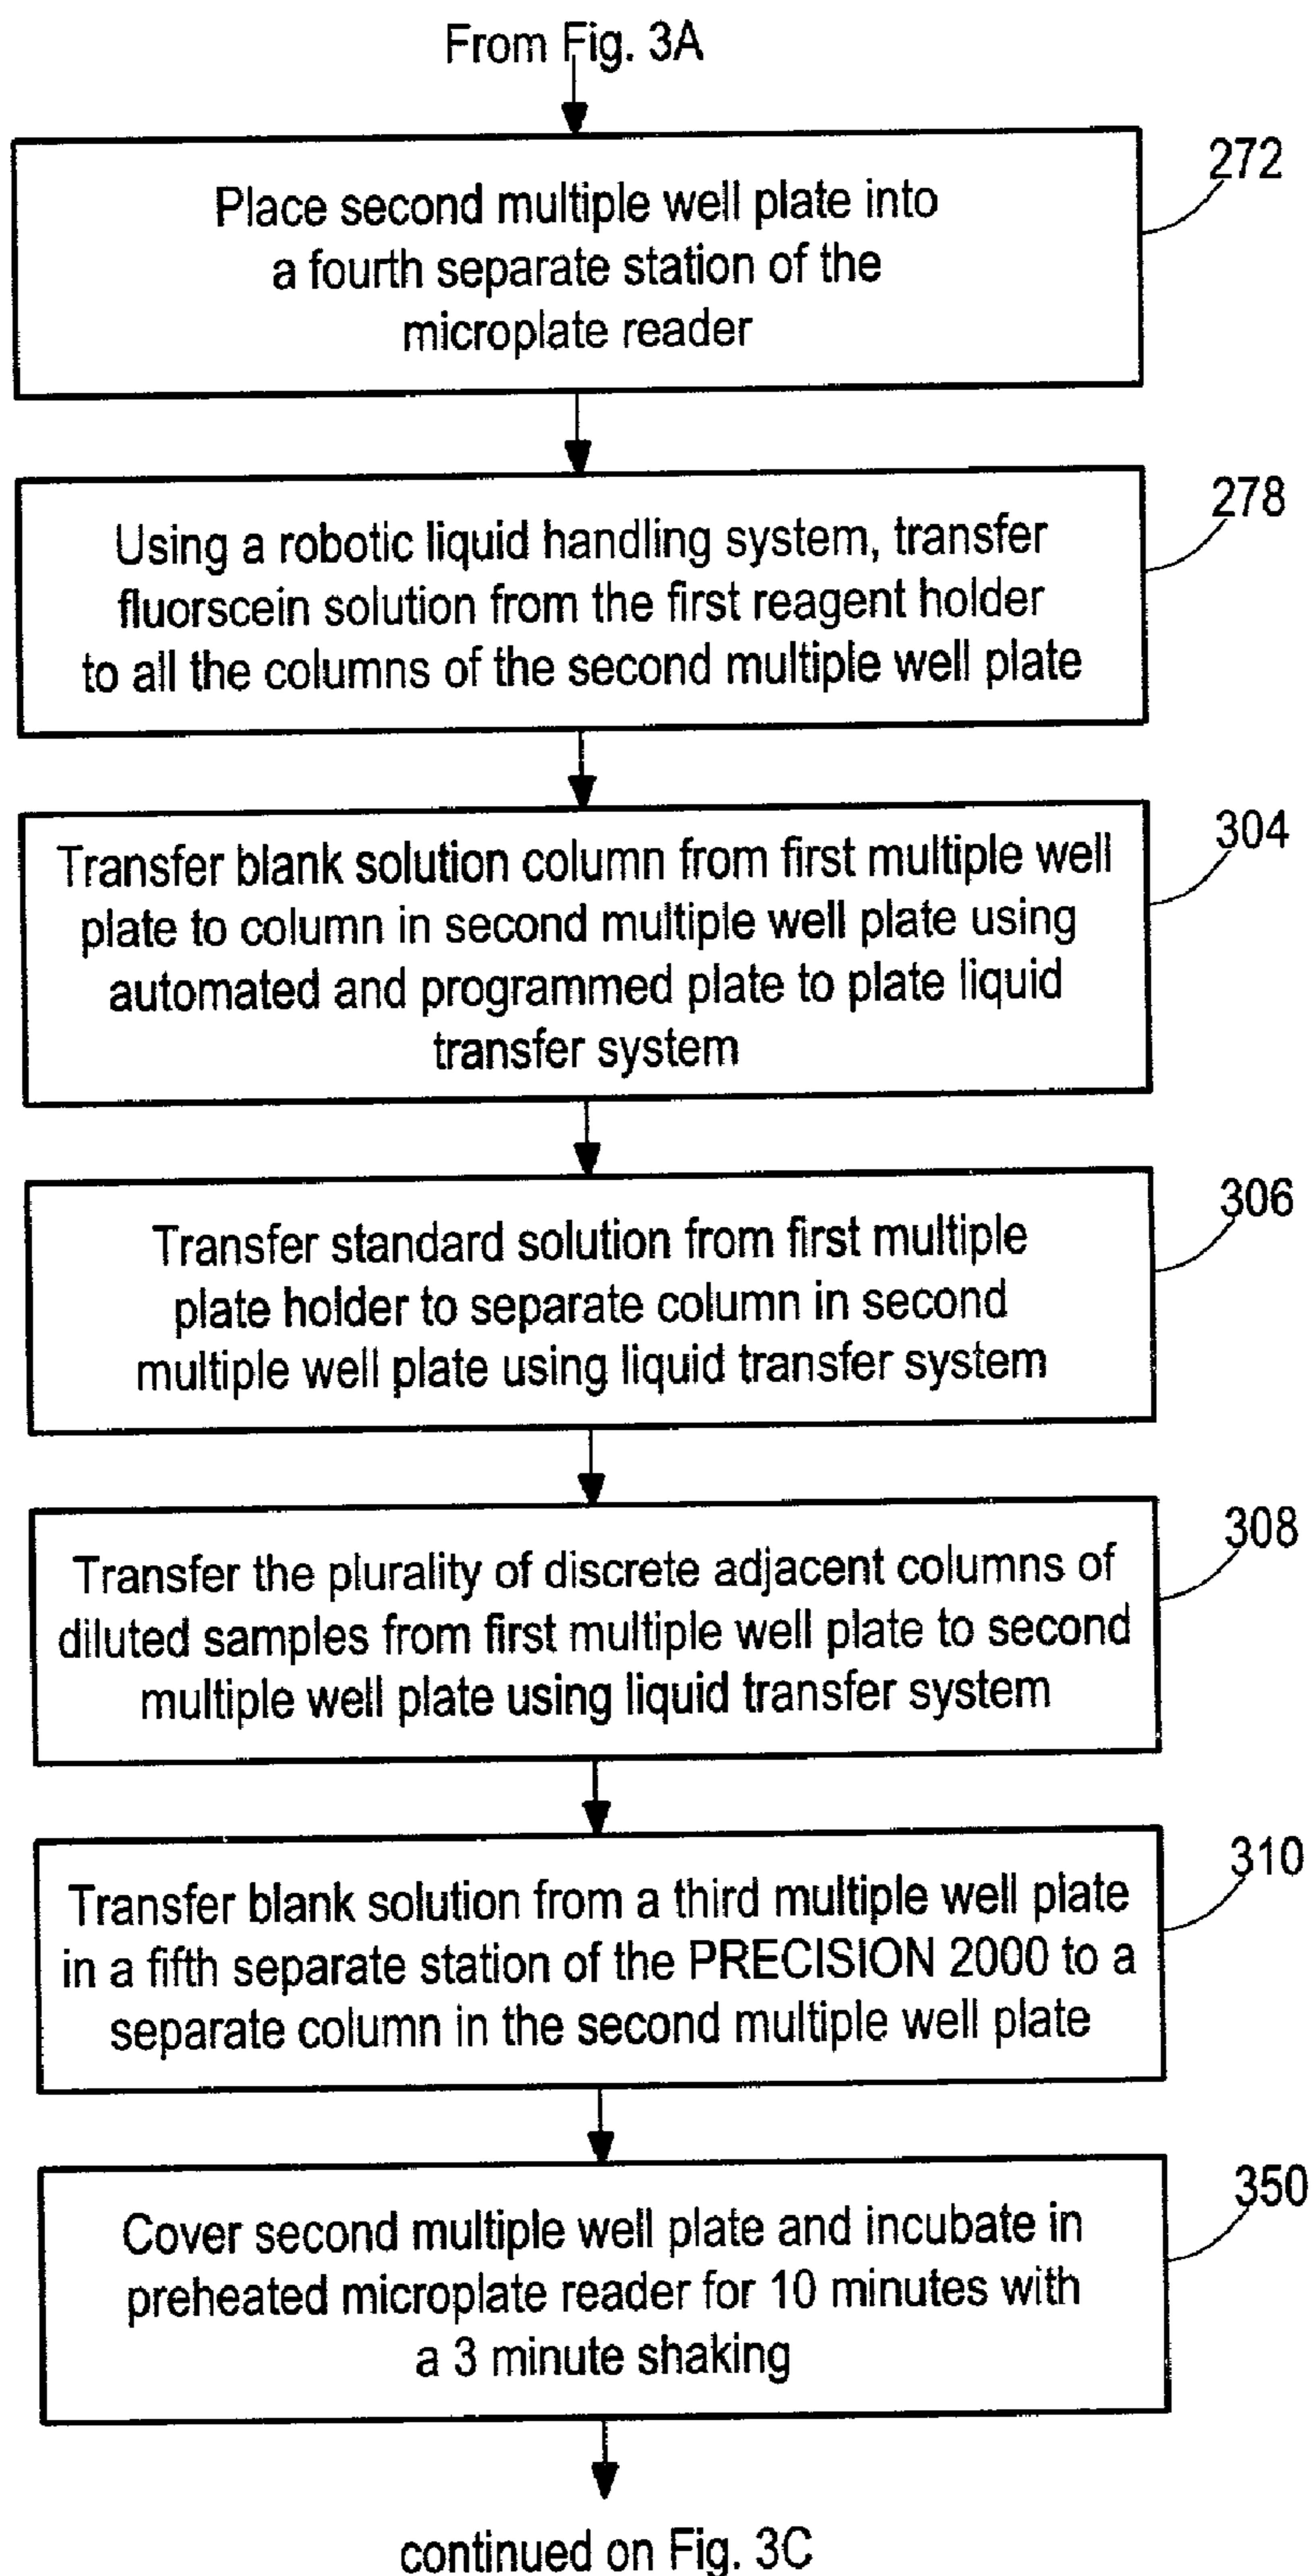 From Fig. 3A
272
Place second multiple well plate into
a fourth separate station of the
microplate reader
278
Using a robotic liquid handling system, transfer
fluorscein solution from the first reagent holder
to all the columns of the second multiple well plate
304
Transfer blank solution column from first multiple well
plate to column in second multiple well plate using
automated and programmed plate to plate liquid
transfer system
306
Transfer standard solution from first multiple
plate holder to separate column in second
multiple well plate using liquid transfer system
308
Transfer the plurality of discrete adjacent columns of
diluted samples from first multiple well plate to second
multiple well plate using liquid transfer system
310
Transfer blank solution from a third multiple well plate
in a fifth separate station of the PRECISION 2000 to a
separate column in the second multiple well plate
350
Cover second multiple well plate and incubate in
preheated microplate reader for 10 minutes with
a 3 minute shaking
continued on Fig. 3C